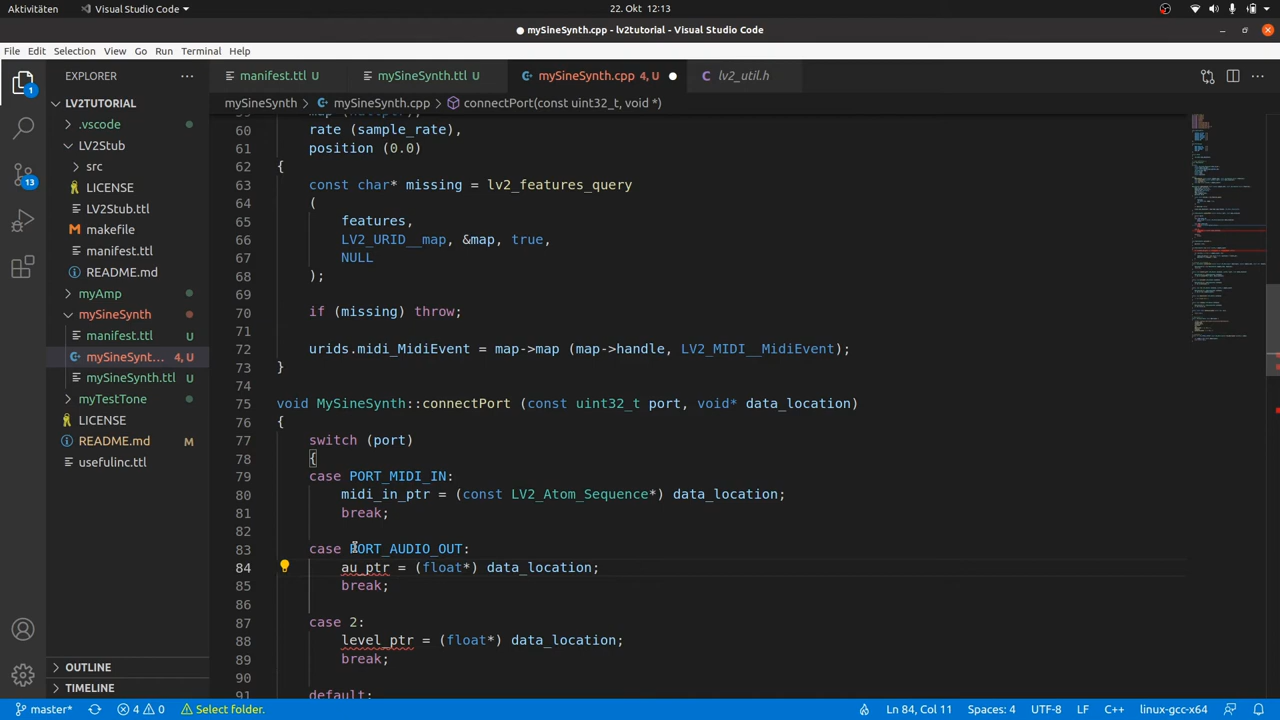 Aktivitäten
Visual Studio Code
22. Okt 12:13
mySineSynth.cpp - lv2tutorial - Visual Studio Code
File Edit Selection View Go Run Terminal Help
EXPLORER
manifest.ttl U
mySineSynth.ttl U
mySineSynth.cpp 4, U
lv2_util.h
LV2TUTORIAL
mySineSynth > mySineSynth.cpp > connectPort(const uint32_t, void *)
.vscode
LV2Stub
src
LICENSE
LV2Stub.ttl
makefile
manifest.ttl
README.md
myAmp
mySineSynth
manifest.ttl U
mySineSynt... 4, U
mySineSynth.ttl U
myTestTone
LICENSE
README.md M
usefulinc.ttl
OUTLINE
TIMELINE
1
13
59 map (nullptr),
60 rate (sample_rate),
61 position (0.0)
62 {
63 const char* missing = lv2_features_query
64 (
65 features,
66 LV2_URID__map, &map, true,
67 NULL
68 );
69
70 if (missing) throw;
71
72 urids.midi_MidiEvent = map->map (map->handle, LV2_MIDI__MidiEvent);
73 }
74
75 void MySineSynth::connectPort (const uint32_t port, void* data_location)
76 {
77 switch (port)
78 {
79 case PORT_MIDI_IN:
80 midi_in_ptr = (const LV2_Atom_Sequence*) data_location;
81 break;
82
83 case PORT_AUDIO_OUT:
84 au_ptr = (float*) data_location;
85 break;
86
87 case 2:
88 level_ptr = (float*) data_location;
89 break;
90
91 default:
master* 4 0 Select folder. Ln 84, Col 11 Spaces: 4 UTF-8 LF C++ linux-gcc-x64